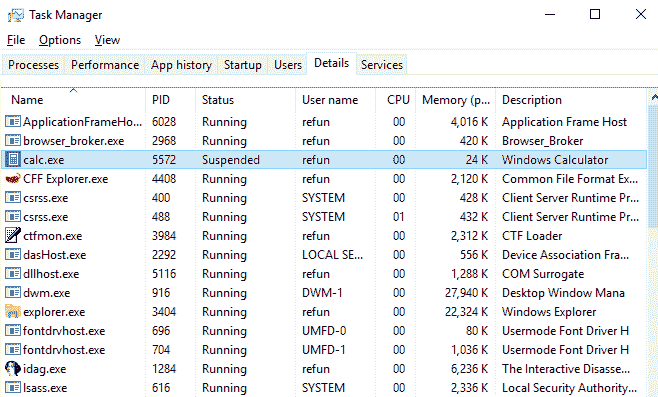 Task Manager
File Options View
Processes Performance App history Startup Users Details Services
Name PID Status User name CPU Memory (p... Description
ApplicationFrameHo... 6028 Running refun 00 4,016 K Application Frame Host
browser_broker.exe 2968 Running refun 00 420 K Browser_Broker
calc.exe 5572 Suspended refun 00 24 K Windows Calculator
CFF Explorer.exe 4408 Running refun 00 2,120 K Common File Format Ex...
csrss.exe 400 Running SYSTEM 00 428 K Client Server Runtime Pr...
csrss.exe 488 Running SYSTEM 01 432 K Client Server Runtime Pr...
ctfmon.exe 3984 Running refun 00 2,312 K CTF Loader
dasHost.exe 2292 Running LOCAL SE... 00 556 K Device Association Fra...
dllhost.exe 5116 Running refun 00 1,288 K COM Surrogate
dwm.exe 916 Running DWM-1 00 27,940 K Desktop Window Mana
explorer.exe 3404 Running refun 00 22,324 K Windows Explorer
fontdrvhost.exe 696 Running UMFD-0 00 80 K Usermode Font Driver H
fontdrvhost.exe 704 Running UMFD-1 00 1,036 K Usermode Font Driver H
idag.exe 1284 Running refun 00 6,236 K The Interactive Disasse...
lsass.exe 616 Running SYSTEM 00 2,336 K Local Security Authority...